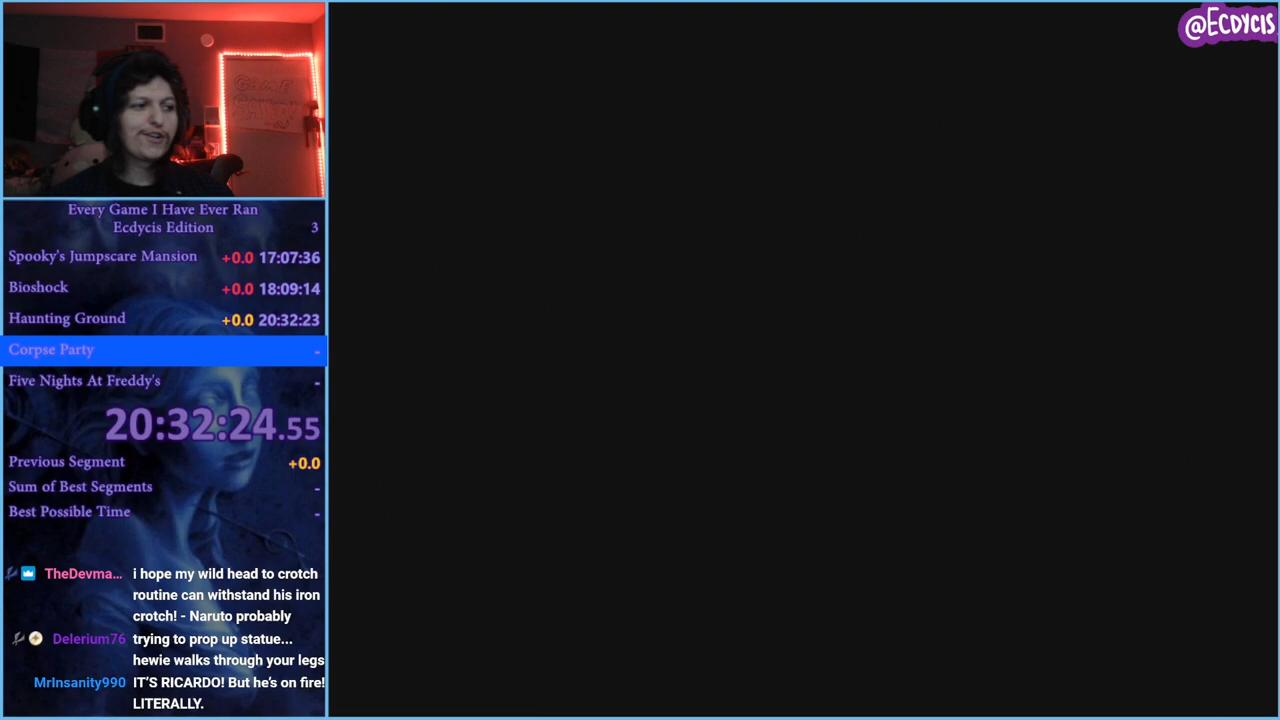 @ECDYCIS
GAME
Every Game I Have Ever Ran
Ecdycis Edition 3
Spooky's Jumpscare Mansion +0.0 17:07:36
Bioshock +0.0 18:09:14
Haunting Ground +0.0 20:32:23
Corpse Party -
Five Nights At Freddy's -
20:32:24.55
Previous Segment +0.0
Sum of Best Segments -
Best Possible Time -
TheDevma… i hope my wild head to crotch
routine can withstand his iron
crotch! - Naruto probably
Delerium76 trying to prop up statue...
hewie walks through your legs
MrInsanity990 IT'S RICARDO! But he's on fire!
LITERALLY.